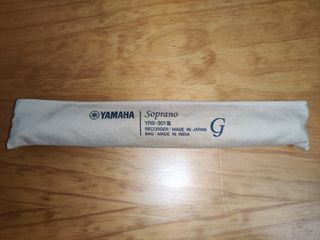 YAMAHA
Soprano
YRS-301Ⅲ
RECORDER : MADE IN JAPAN
BAG : MADE IN INDIA
G